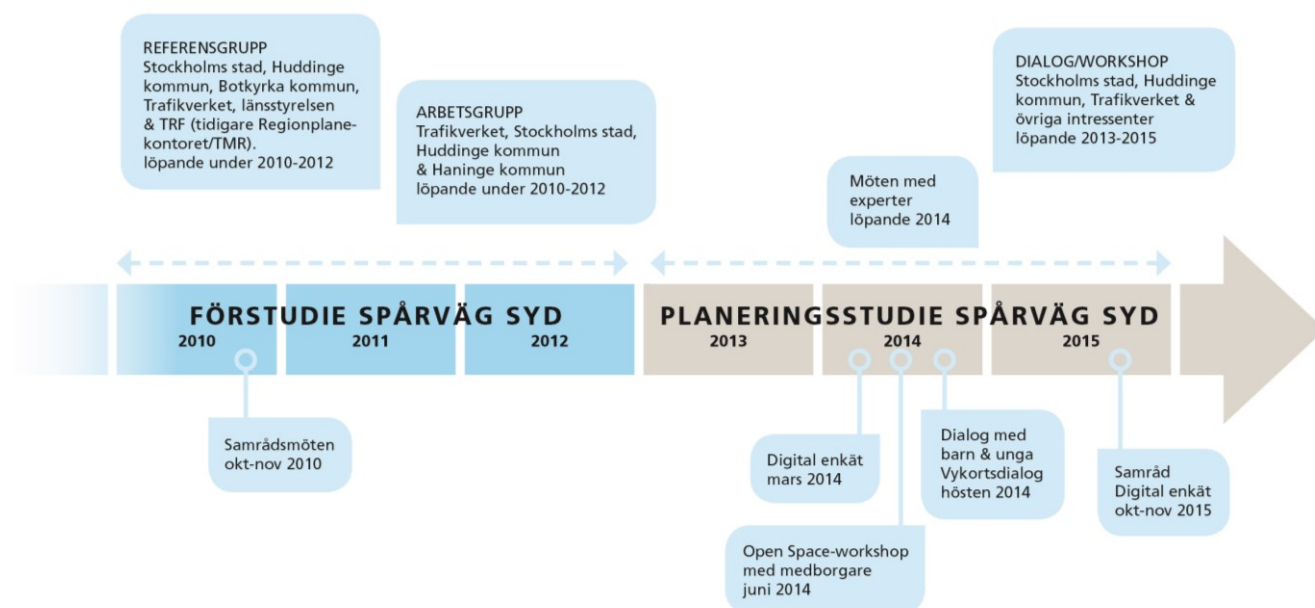 REFERENSGRUPP
Stockholms stad, Huddinge
kommun, Botkyrka kommun,
Trafikverket, länsstyrelsen
& TRF (tidigare Regionplane-
kontoret/TMR).
löpande under 2010-2012
ARBETSGRUPP
Trafikverket, Stockholms stad,
Huddinge kommun
& Haninge kommun
löpande under 2010-2012
Möten med
experter
löpande 2014
DIALOG/WORKSHOP
Stockholms stad, Huddinge
kommun, Trafikverket &
övriga intressenter
löpande 2013-2015
FÖRSTUDIE SPÅRVÄG SYD
2010
2011
2012
PLANERINGSSTUDIE SPÅRVÄG SYD
2013
2014
2015
Samrådsmöten
okt-nov 2010
Digital enkät
mars 2014
Open Space-workshop
med medborgare
juni 2014
Dialog med
barn & unga
Vykortsdialog
hösten 2014
Samråd
Digital enkät
okt-nov 2015